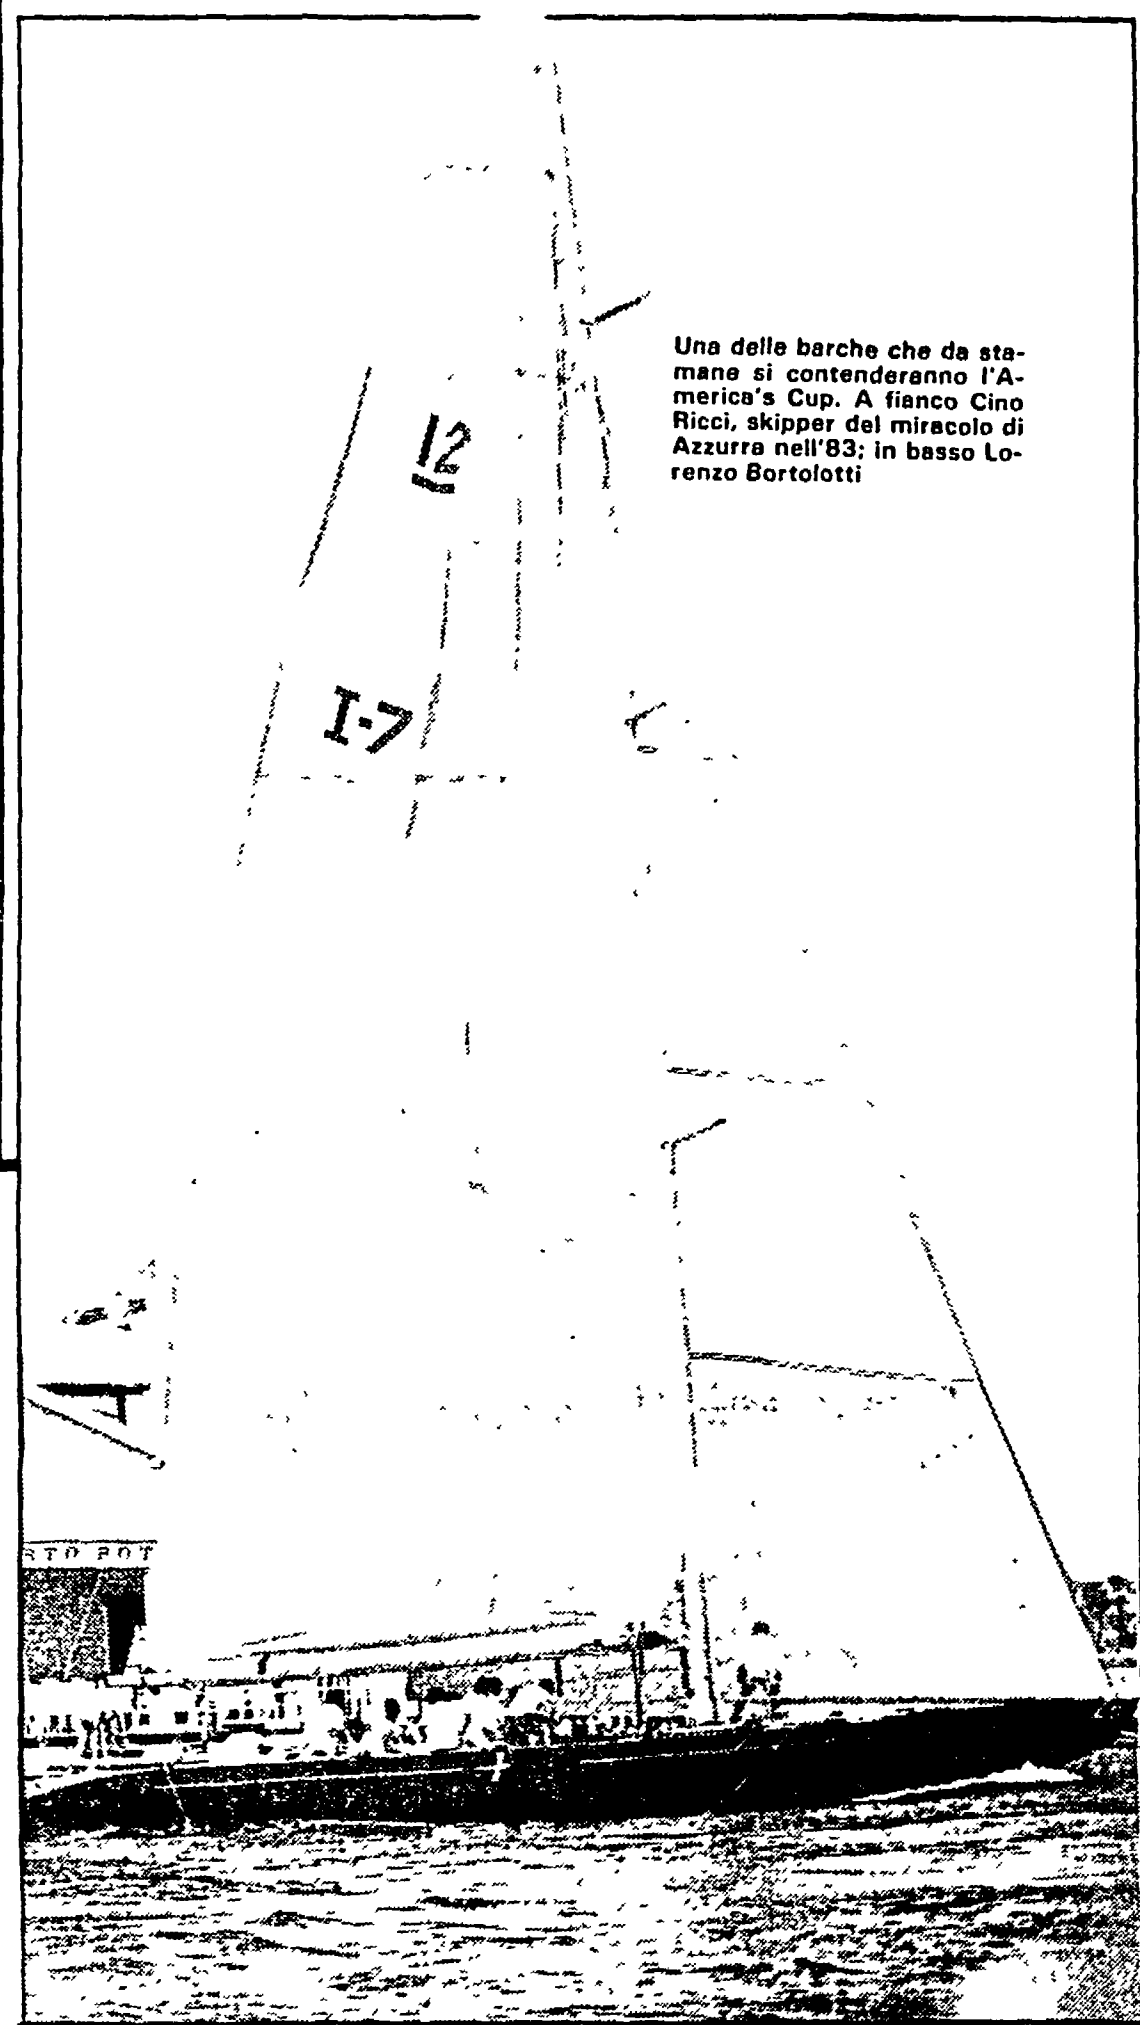 Una delle barche che da sta-
mane si contenderanno l'A-
merica's Cup. A fianco Cino
Ricci, skipper del miracolo di
Azzurra nell'83; in basso Lo-
renzo Bortolotti
12
I-7